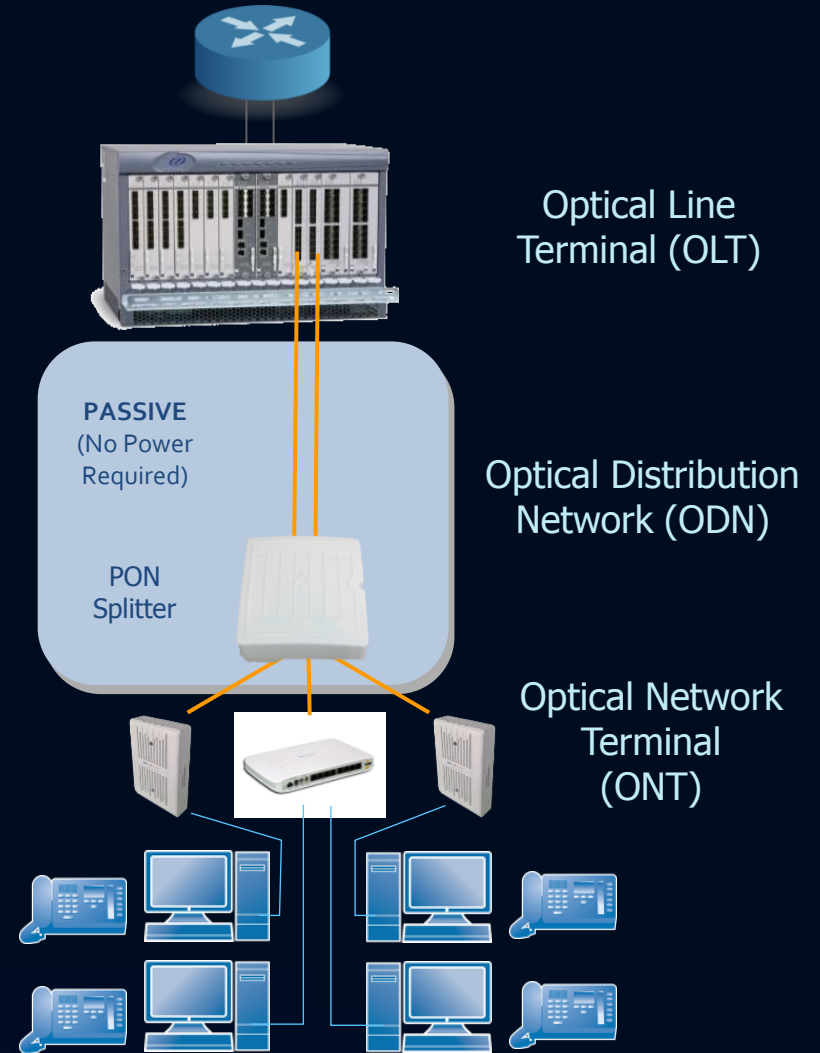 Optical Line
Terminal (OLT)
PASSIVE
(No Power
Required)
Optical Distribution
Network (ODN)
PON
Splitter
Optical Network
Terminal
(ONT)